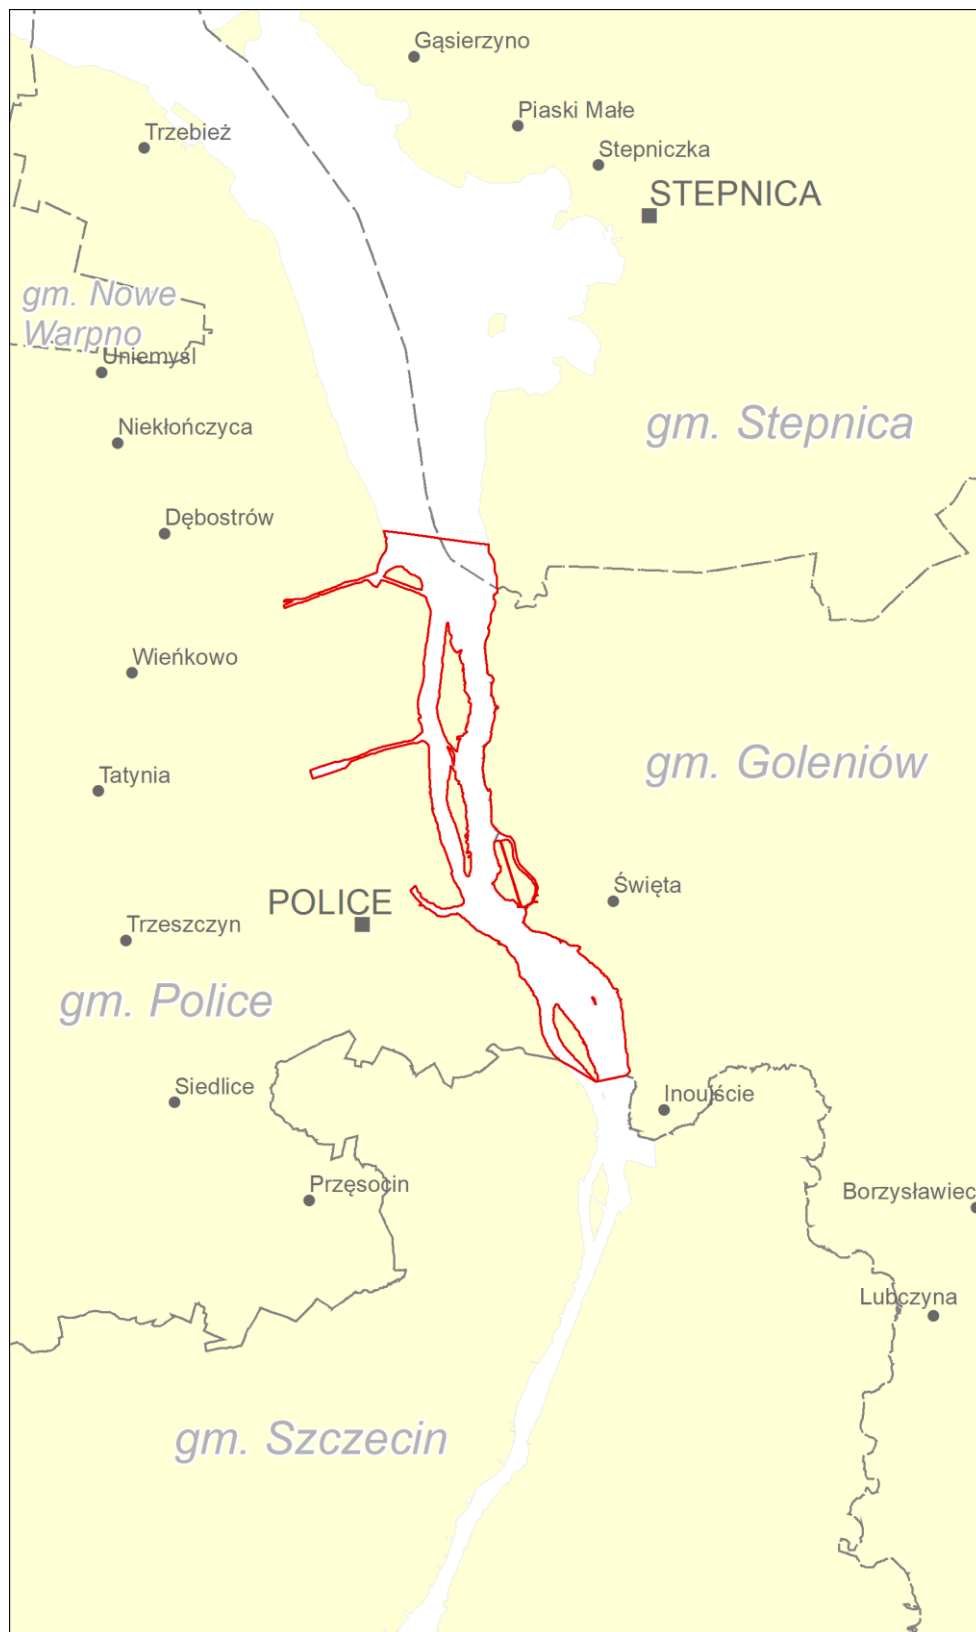 Gąsierzyno
Piaski Małe
Trzebież
Stepniczka
STEPNICA
gm. Nowe
Warpno
Uniemyśl
Niekłończyca
gm. Stepnica
Dębostrów
Wieńkowo
gm. Goleniów
Tatynia
Święta
POLICE
Trzeszczyn
gm. Police
Siedlice
Inoujście
Przęsocin
Borzysławiec
Lubczyna
gm. Szczecin